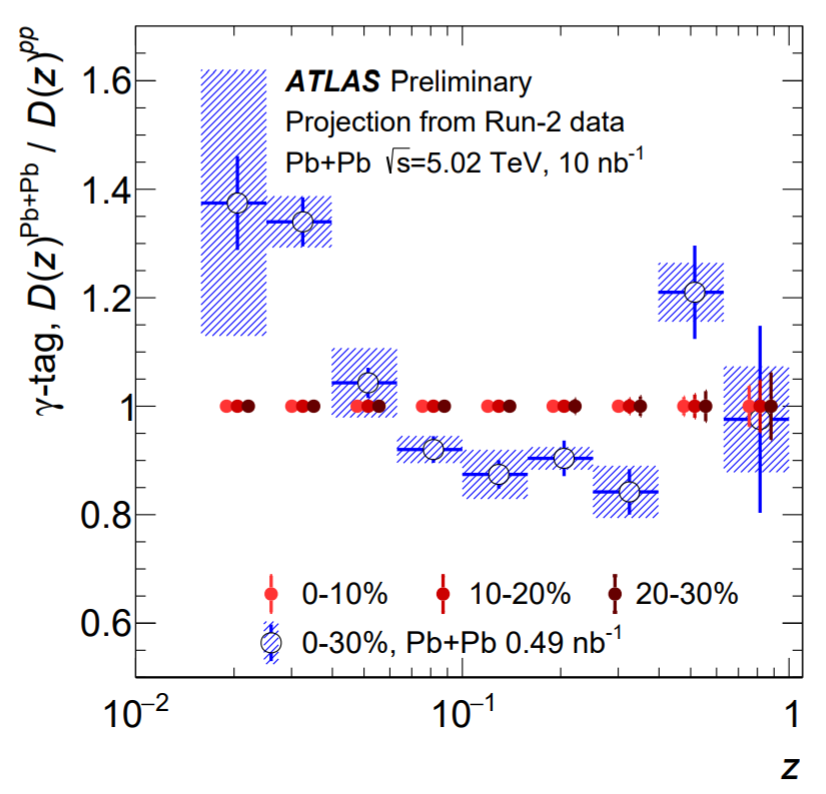 γ-tag, D(z)^Pb+Pb / D(z)^pp
1.6
1.4
1.2
1
0.8
0.6
ATLAS Preliminary
Projection from Run-2 data
Pb+Pb √s=5.02 TeV, 10 nb⁻¹
0-10% 10-20% 20-30%
0-30%, Pb+Pb 0.49 nb⁻¹
10⁻² 10⁻¹ 1
z